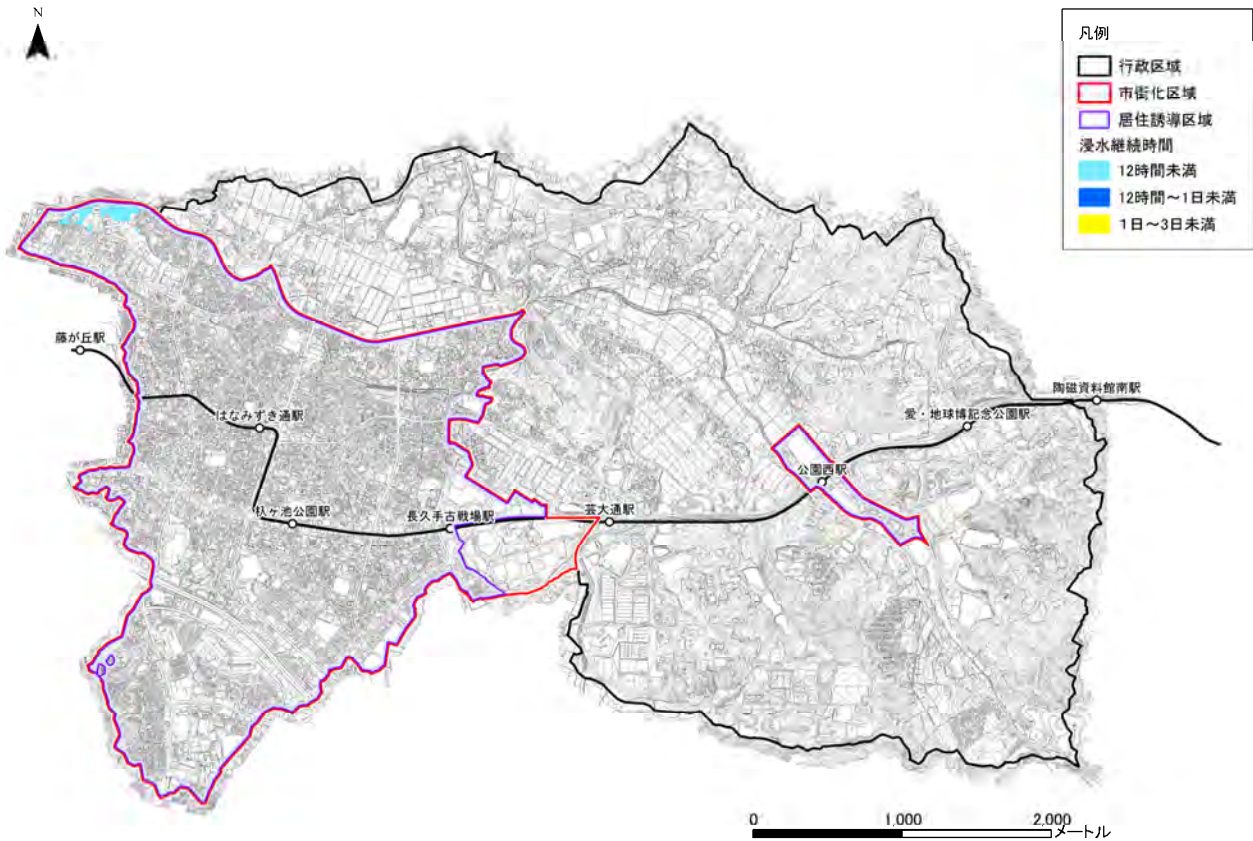 N
凡例
行政区域
市街化区域
居住誘導区域
浸水継続時間
12時間未満
12時間～1日未満
1日～3日未満
藤が丘駅
はなみずき通駅
杁ヶ池公園駅
長久手古戦場駅
芸大通駅
公園西駅
愛・地球博記念公園駅
陶磁資料館南駅
0 1,000 2,000
メートル